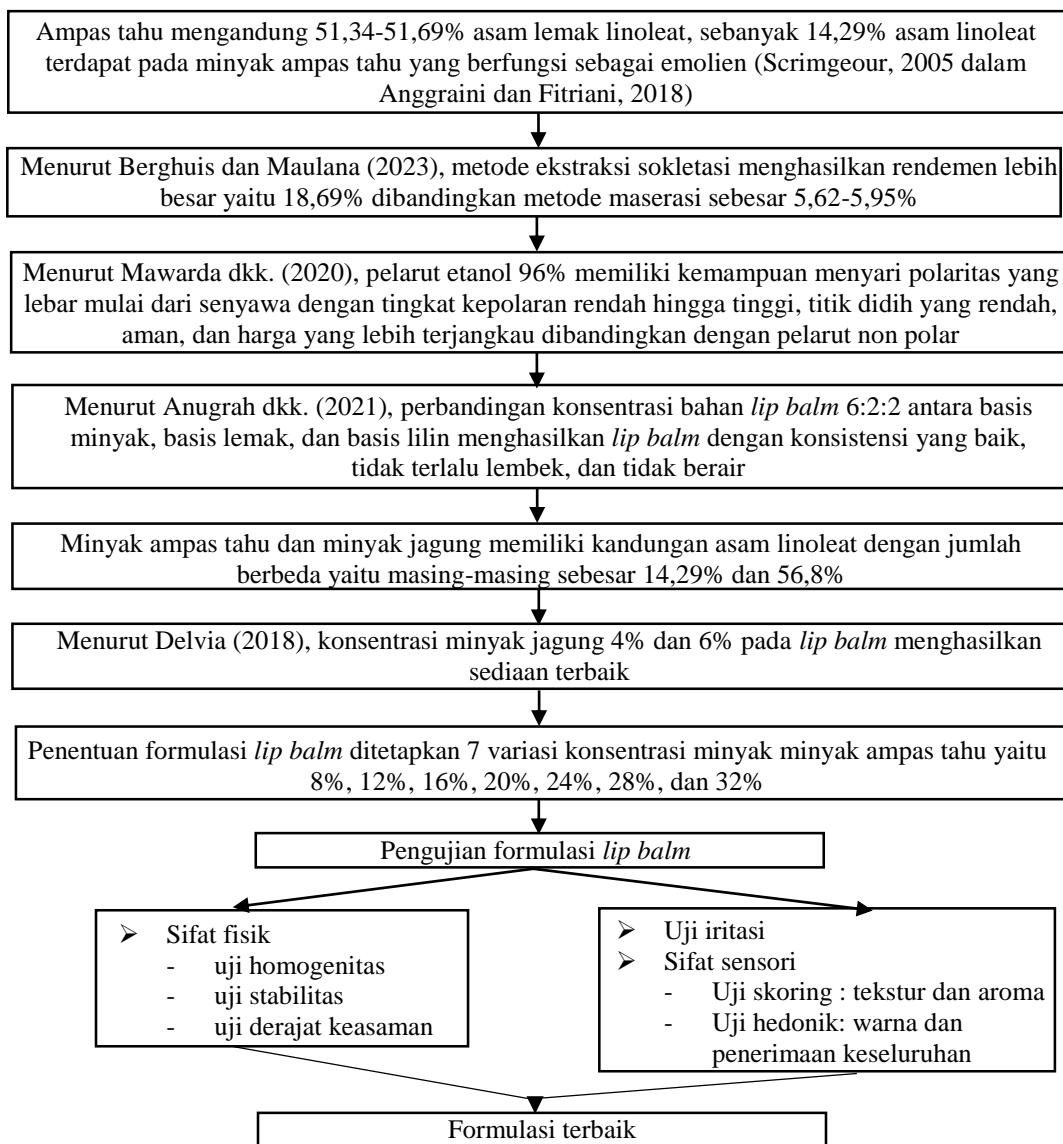 Ampas tahu mengandung 51,34-51,69% asam lemak linoleat, sebanyak 14,29% asam linoleat
terdapat pada minyak ampas tahu yang berfungsi sebagai emolien (Scrimgeour, 2005 dalam
Anggraini dan Fitriani, 2018)
Menurut Berghuis dan Maulana (2023), metode ekstraksi sokletasi menghasilkan rendemen lebih
besar yaitu 18,69% dibandingkan metode maserasi sebesar 5,62-5,95%
Menurut Mawarda dkk. (2020), pelarut etanol 96% memiliki kemampuan menyari polaritas yang
lebar mulai dari senyawa dengan tingkat kepolaran rendah hingga tinggi, titik didih yang rendah,
aman, dan harga yang lebih terjangkau dibandingkan dengan pelarut non polar
Menurut Anugrah dkk. (2021), perbandingan konsentrasi bahan lip balm 6:2:2 antara basis
minyak, basis lemak, dan basis lilin menghasilkan lip balm dengan konsistensi yang baik,
tidak terlalu lembek, dan tidak berair
Minyak ampas tahu dan minyak jagung memiliki kandungan asam linoleat dengan jumlah
berbeda yaitu masing-masing sebesar 14,29% dan 56,8%
Menurut Delvia (2018), konsentrasi minyak jagung 4% dan 6% pada lip balm menghasilkan
sediaan terbaik
Penentuan formulasi lip balm ditetapkan 7 variasi konsentrasi minyak minyak ampas tahu yaitu
8%, 12%, 16%, 20%, 24%, 28%, dan 32%
Pengujian formulasi lip balm
➢ Sifat fisik
- uji homogenitas
- uji stabilitas
- uji derajat keasaman
➢ Uji iritasi
➢ Sifat sensori
- Uji skoring : tekstur dan aroma
- Uji hedonik: warna dan
penerimaan keseluruhan
Formulasi terbaik